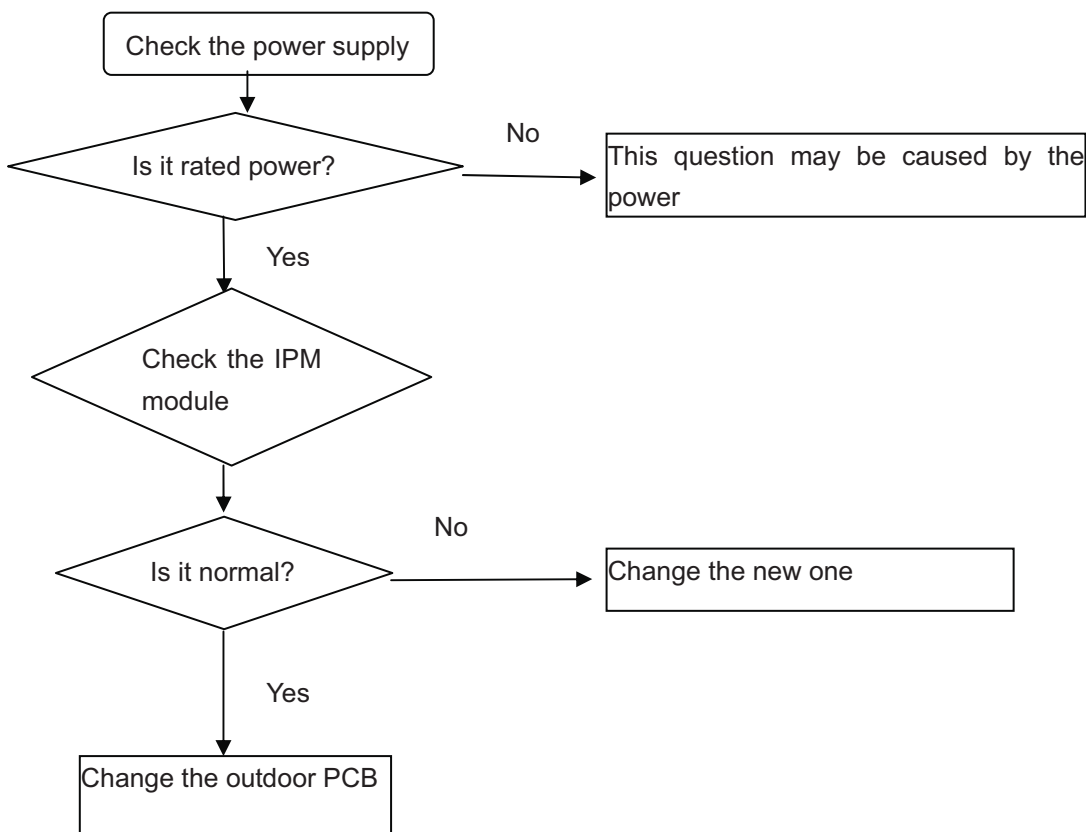 Check the power supply
No
Is it rated power?
This question may be caused by the
power
Yes
Check the IPM
module
No
Is it normal?
Change the new one
Yes
Change the outdoor PCB